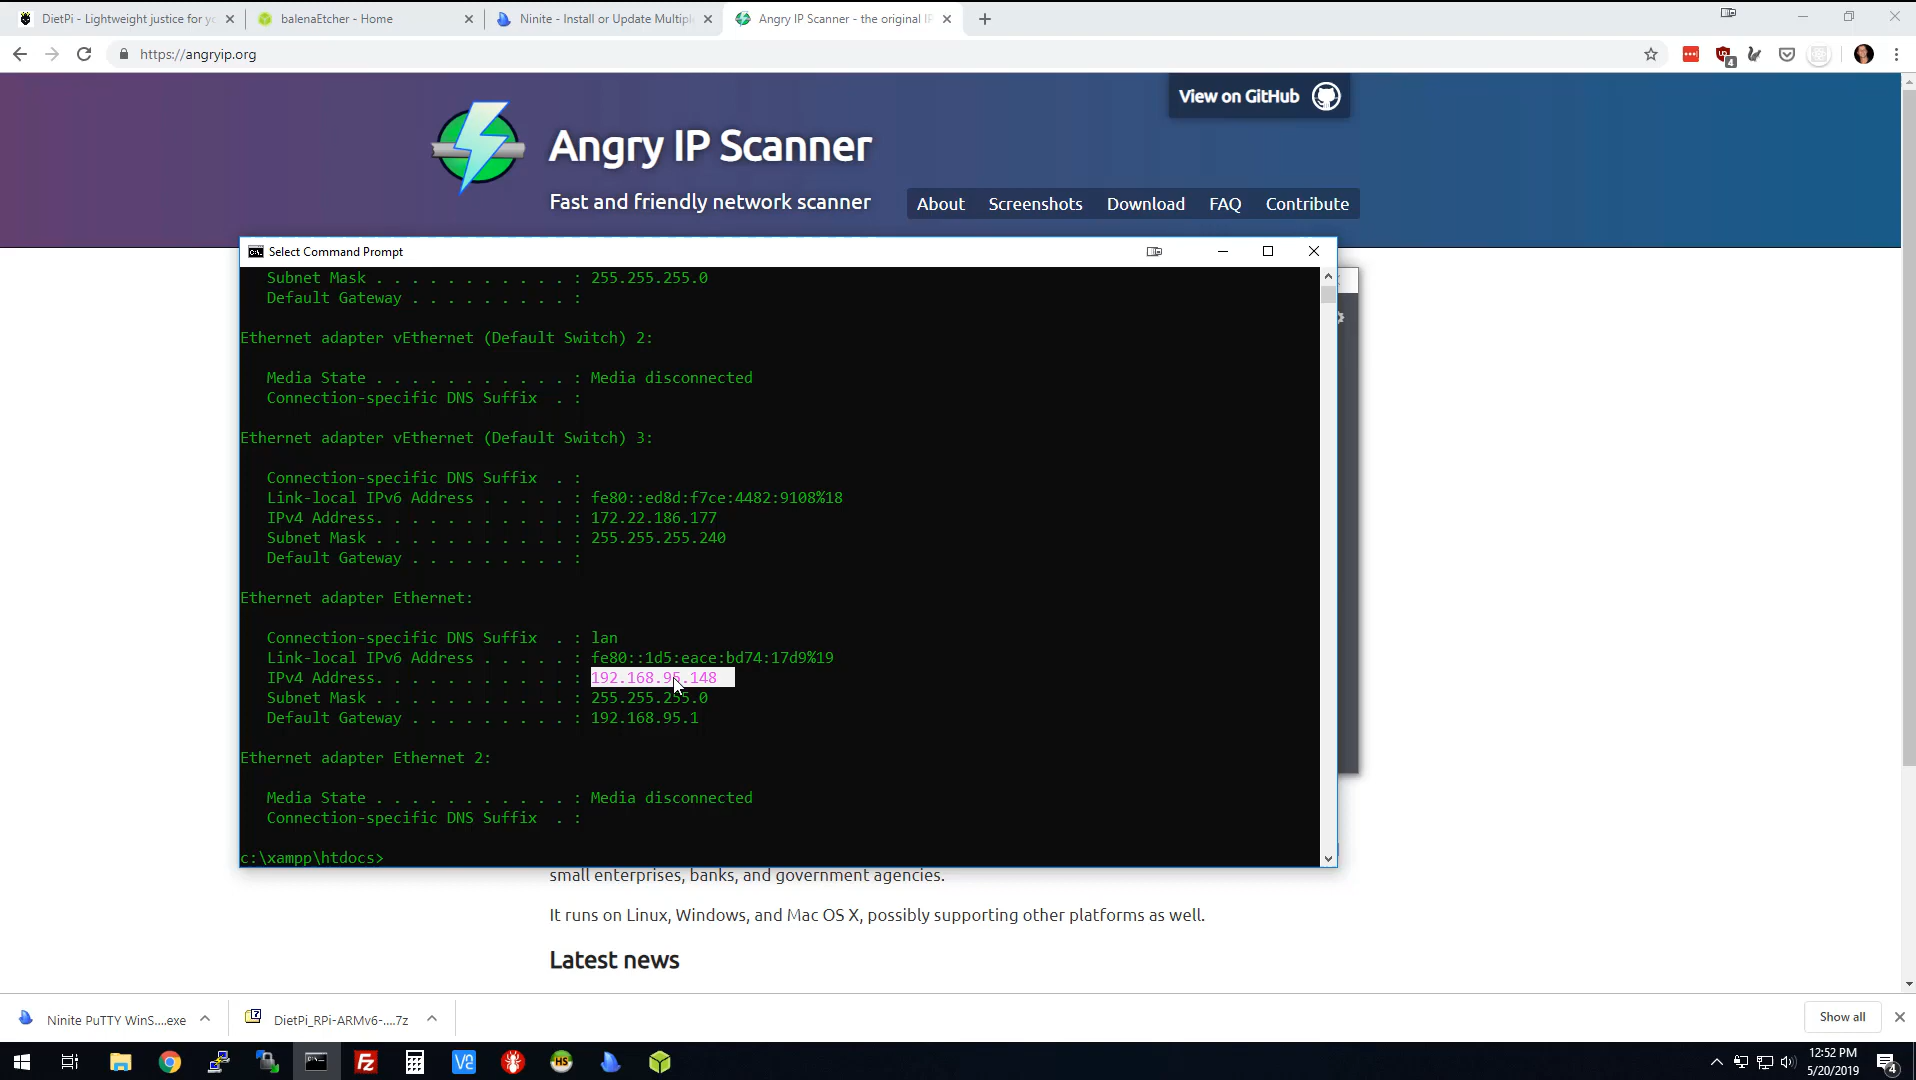 DietPi - Lightweight justice for yo
balenaEtcher - Home
Ninite - Install or Update Multiple
Angry IP Scanner - the original IP
https://angryip.org
4
View on GitHub
Angry IP Scanner
Fast and friendly network scanner
About
Screenshots
Download
FAQ
Contribute
Select Command Prompt
Subnet Mask . . . . . . . . . . . : 255.255.255.0
Default Gateway . . . . . . . . . :
Ethernet adapter vEthernet (Default Switch) 2:
Media State . . . . . . . . . . . : Media disconnected
Connection-specific DNS Suffix  . :
Ethernet adapter vEthernet (Default Switch) 3:
Connection-specific DNS Suffix  . :
Link-local IPv6 Address . . . . . : fe80::ed8d:f7ce:4482:9108%18
IPv4 Address. . . . . . . . . . . : 172.22.186.177
Subnet Mask . . . . . . . . . . . : 255.255.255.240
Default Gateway . . . . . . . . . :
Ethernet adapter Ethernet:
Connection-specific DNS Suffix  . : lan
Link-local IPv6 Address . . . . . : fe80::1d5:eace:bd74:17d9%19
IPv4 Address. . . . . . . . . . . : 192.168.95.148
Subnet Mask . . . . . . . . . . . : 255.255.255.0
Default Gateway . . . . . . . . . : 192.168.95.1
Ethernet adapter Ethernet 2:
Media State . . . . . . . . . . . : Media disconnected
Connection-specific DNS Suffix  . :
c:\xampp\htdocs>
small enterprises, banks, and government agencies.
It runs on Linux, Windows, and Mac OS X, possibly supporting other platforms as well.
Latest news
Ninite PuTTY WinS....exe
DietPi_RPi-ARMv6-....7z
Show all
12:52 PM
5/20/2019
4